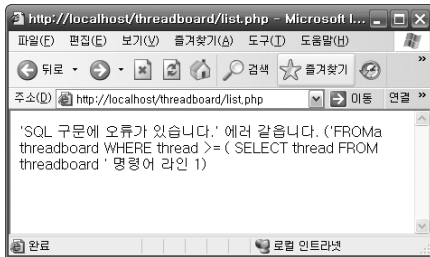 http://localhost/threadboard/list.php - Microsoft I...
파일(F) 편집(E) 보기(V) 즐겨찾기(A) 도구(T) 도움말(H)
뒤로 검색 즐겨찾기 »
주소(D) http://localhost/threadboard/list.php 이동 연결 »
'SQL 구문에 오류가 있습니다.' 에러 같읍니다. ('FROMa
threadboard WHERE thread >= ( SELECT thread FROM
threadboard ' 명령어 라인 1)
완료 로컬 인트라넷